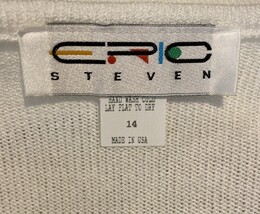 ERIC
STEVEN
HAND WASH COLD
LAY FLAT TO DRY
14
MADE IN USA